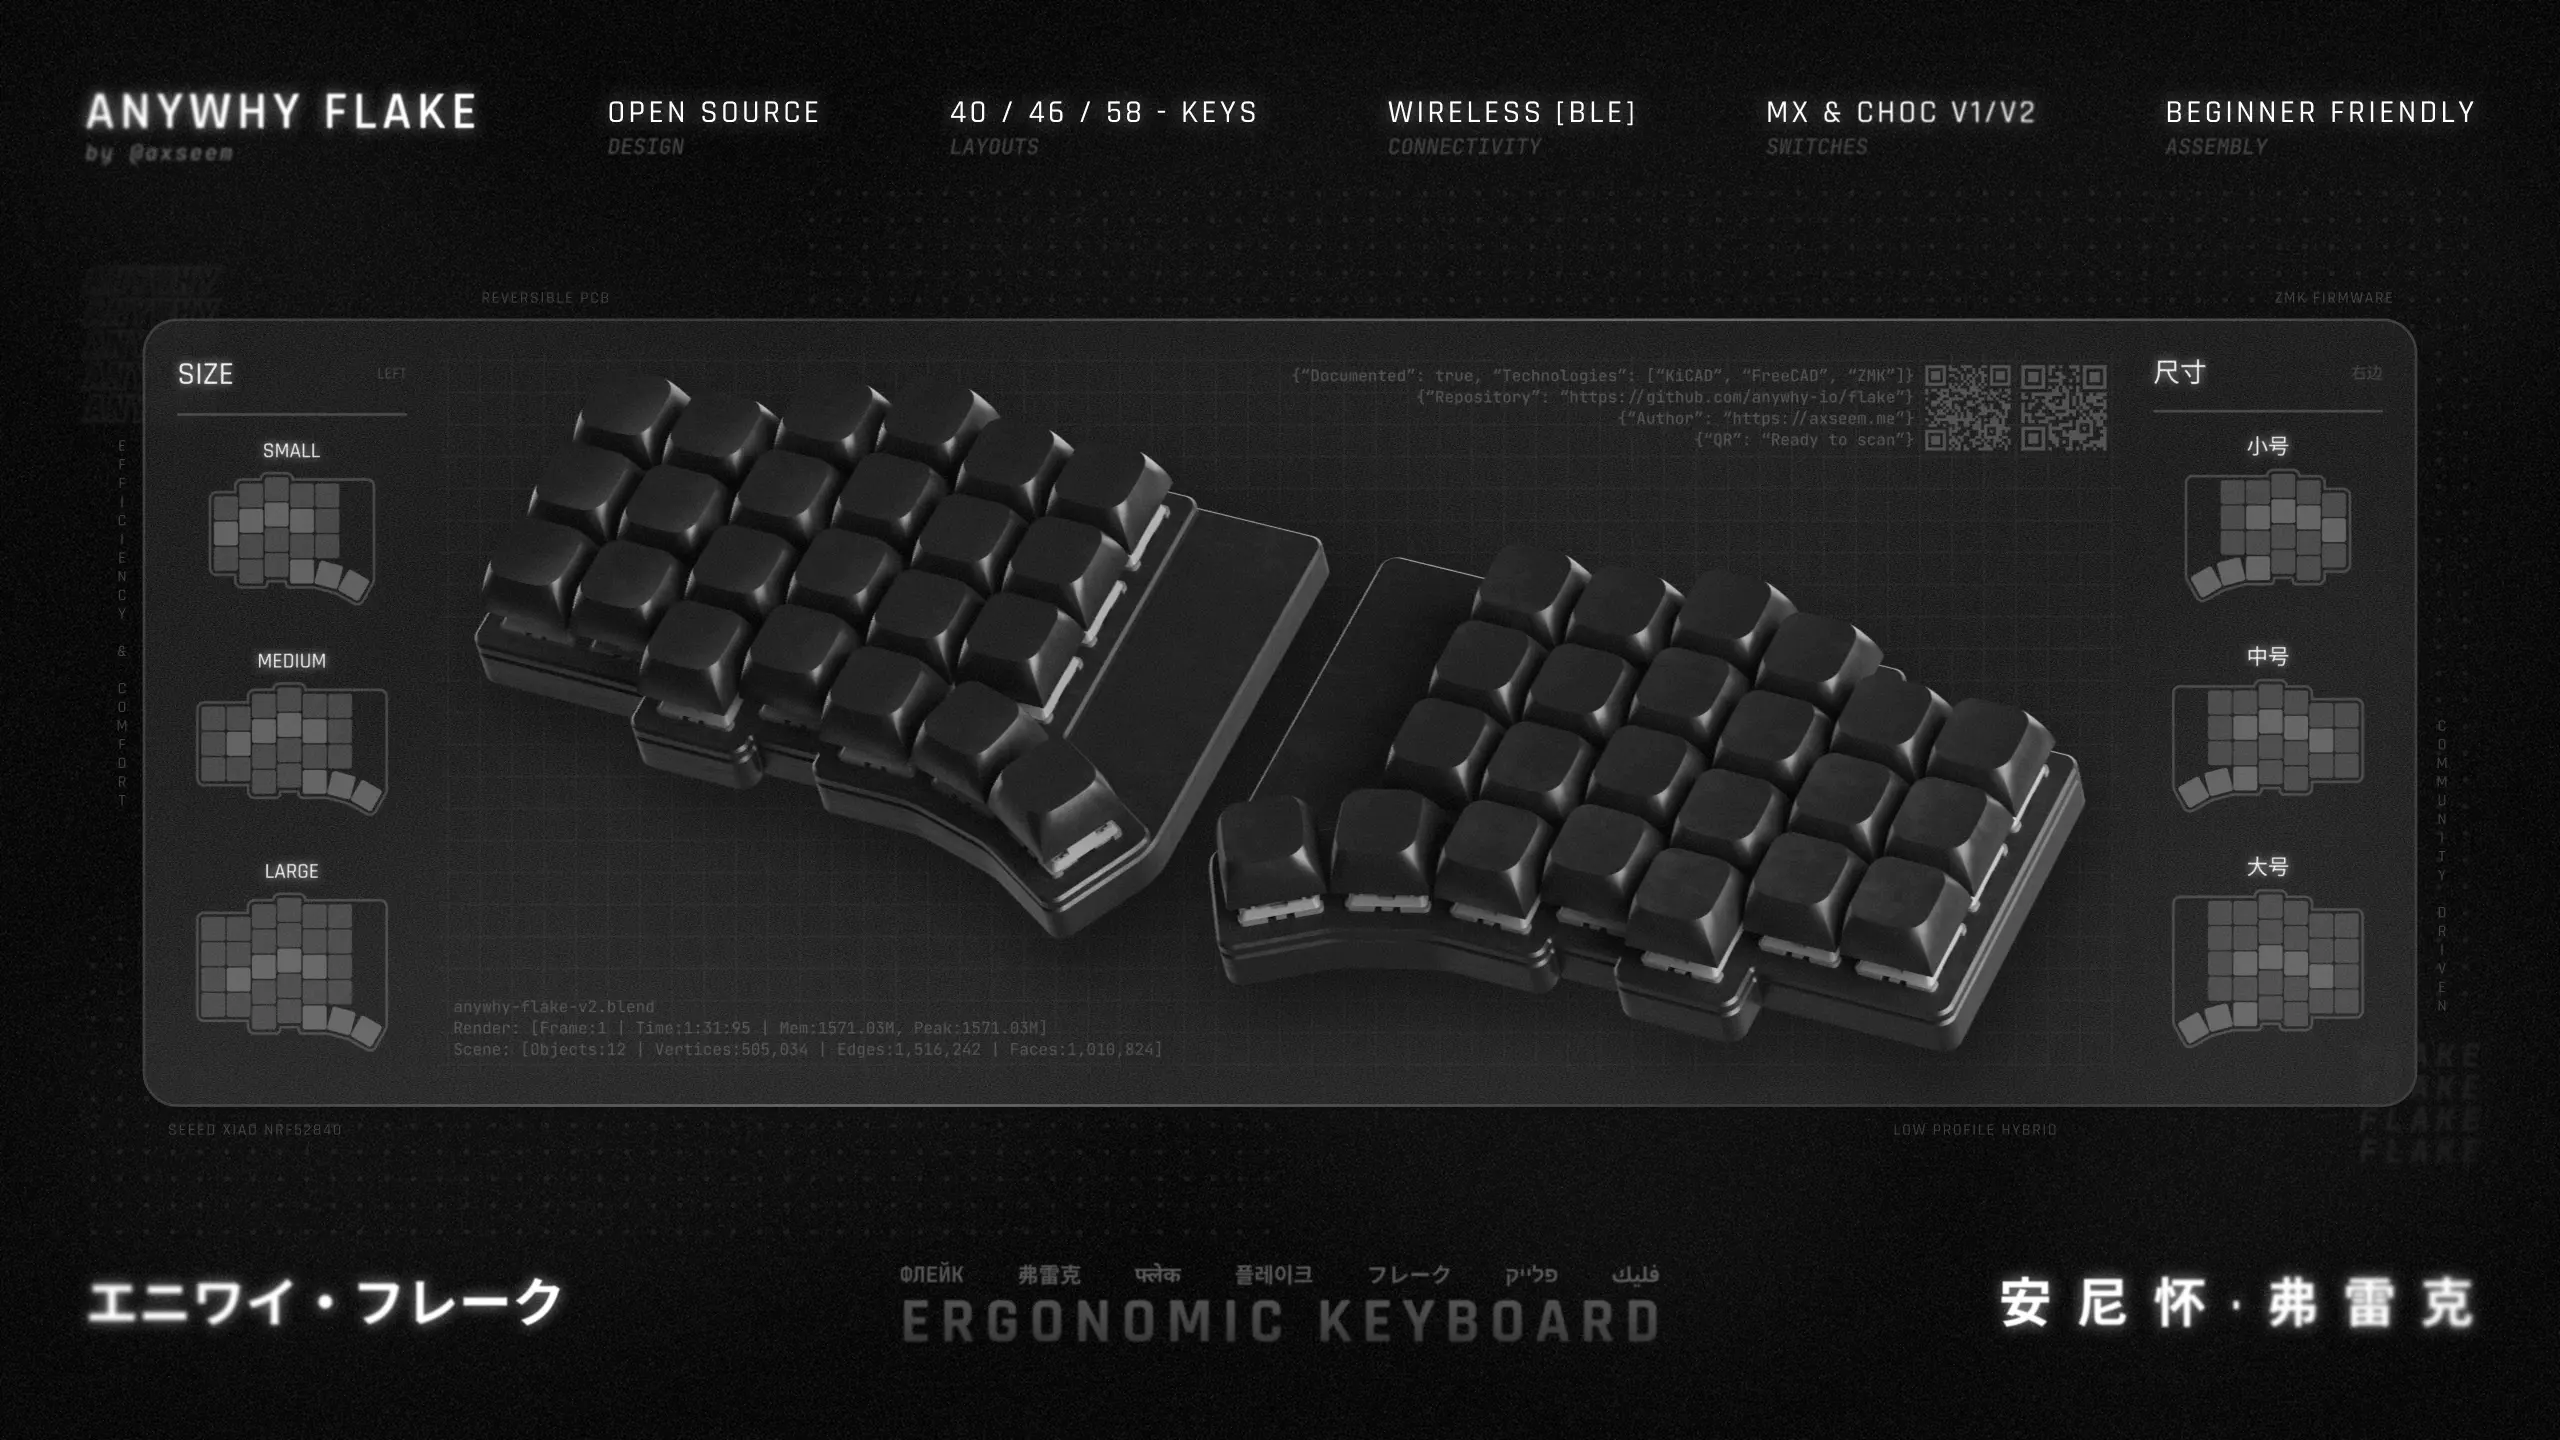 ANYWHY FLAKE
by @axseem
OPEN SOURCE
DESIGN
40 / 46 / 58 - KEYS
LAYOUTS
WIRELESS [BLE]
CONNECTIVITY
MX & CHOC V1/V2
SWITCHES
BEGINNER FRIENDLY
ASSEMBLY
REVERSIBLE PCB
ZMK FIRMWARE
EFFICIENCY & COMFORT
SIZE
LEFT
SMALL
MEDIUM
LARGE
{“Documented”: true, “Technologies”: [“KiCAD”, “FreeCAD”, “ZMK”]}
{“Repository”: “https://github.com/anywhy-io/flake”}
{“Author”: “https://axseem.me”}
{“QR”: “Ready to scan”}
尺寸
右边
小号
中号
大号
COMMUNITY DRIVEN
anywhy-flake-v2.blend
Render: [Frame:1 | Time:1:31:95 | Mem:1571.03M, Peak:1571.03M]
Scene: [Objects:12 | Vertices:505,034 | Edges:1,516,242 | Faces:1,010,824]
SEEED XIAO NRF52840
LOW PROFILE HYBRID
FLAKE
FLAKE
エニワイ・フレーク
ФЛЕЙК 弗雷克 फ्लेक 플레이크 フレーク פלייק فليك
ERGONOMIC KEYBOARD
安尼怀·弗雷克